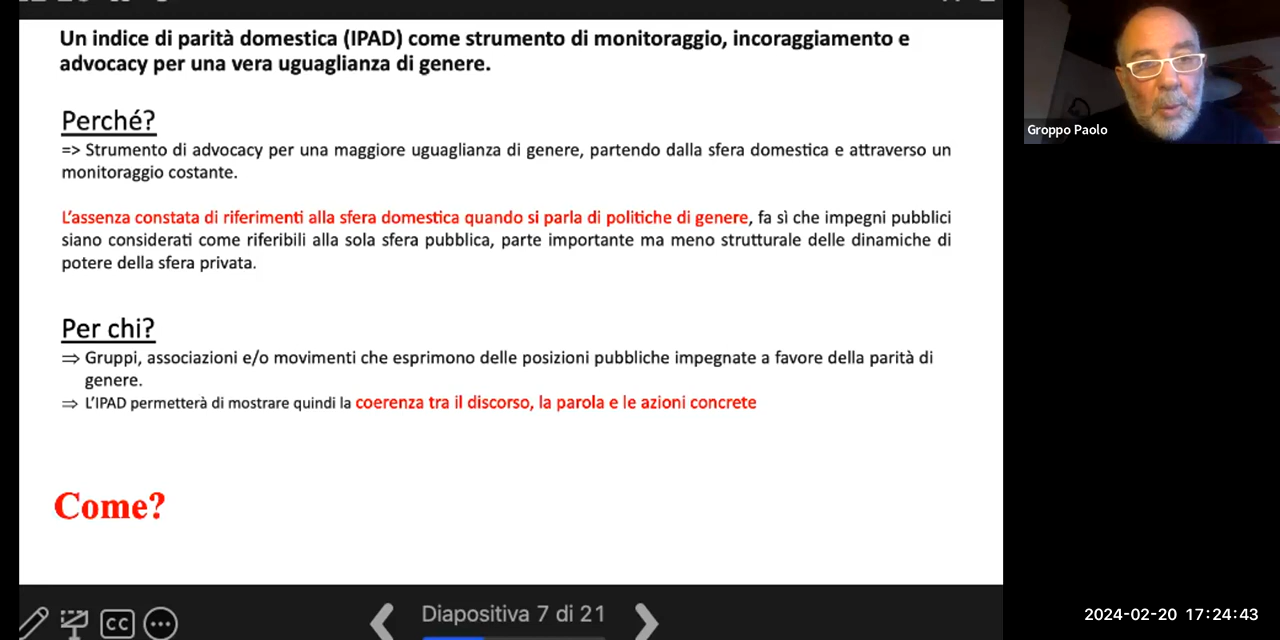 Un indice di parità domestica (IPAD) come strumento di monitoraggio, incoraggiamento e
advocacy per una vera uguaglianza di genere.
Perché?
=> Strumento di advocacy per una maggiore uguaglianza di genere, partendo dalla sfera domestica e attraverso un
monitoraggio costante.
L'assenza constata di riferimenti alla sfera domestica quando si parla di politiche di genere, fa sì che impegni pubblici
siano considerati come riferibili alla sola sfera pubblica, parte importante ma meno strutturale delle dinamiche di
potere della sfera privata.
Per chi?
⇒ Gruppi, associazioni e/o movimenti che esprimono delle posizioni pubbliche impegnate a favore della parità di
genere.
⇒ L'IPAD permetterà di mostrare quindi la coerenza tra il discorso, la parola e le azioni concrete
Come?
Groppo Paolo
CC
Diapositiva 7 di 21
2024-02-20 17:24:43